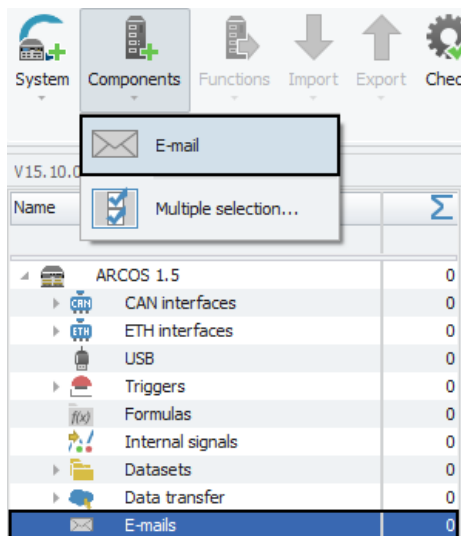 System Components Functions Import Export Chec
E-mail
V15.10.0
Multiple selection...
Name Σ
ARCOS 1.5 0
CAN CAN interfaces 0
ETH ETH interfaces 0
USB 0
Triggers 0
f(x) Formulas 0
Internal signals 0
Datasets 0
Data transfer 0
E-mails 0